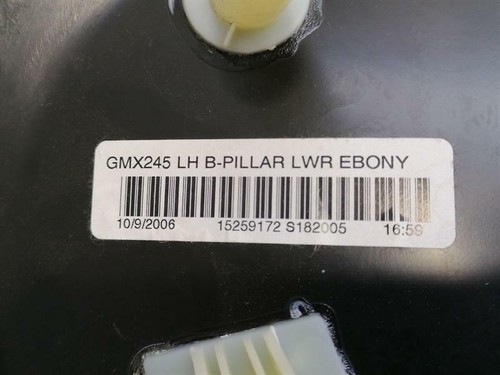 GMX245 LH B-PILLAR LWR EBONY
10/9/2006 15259172 S182005 16:59